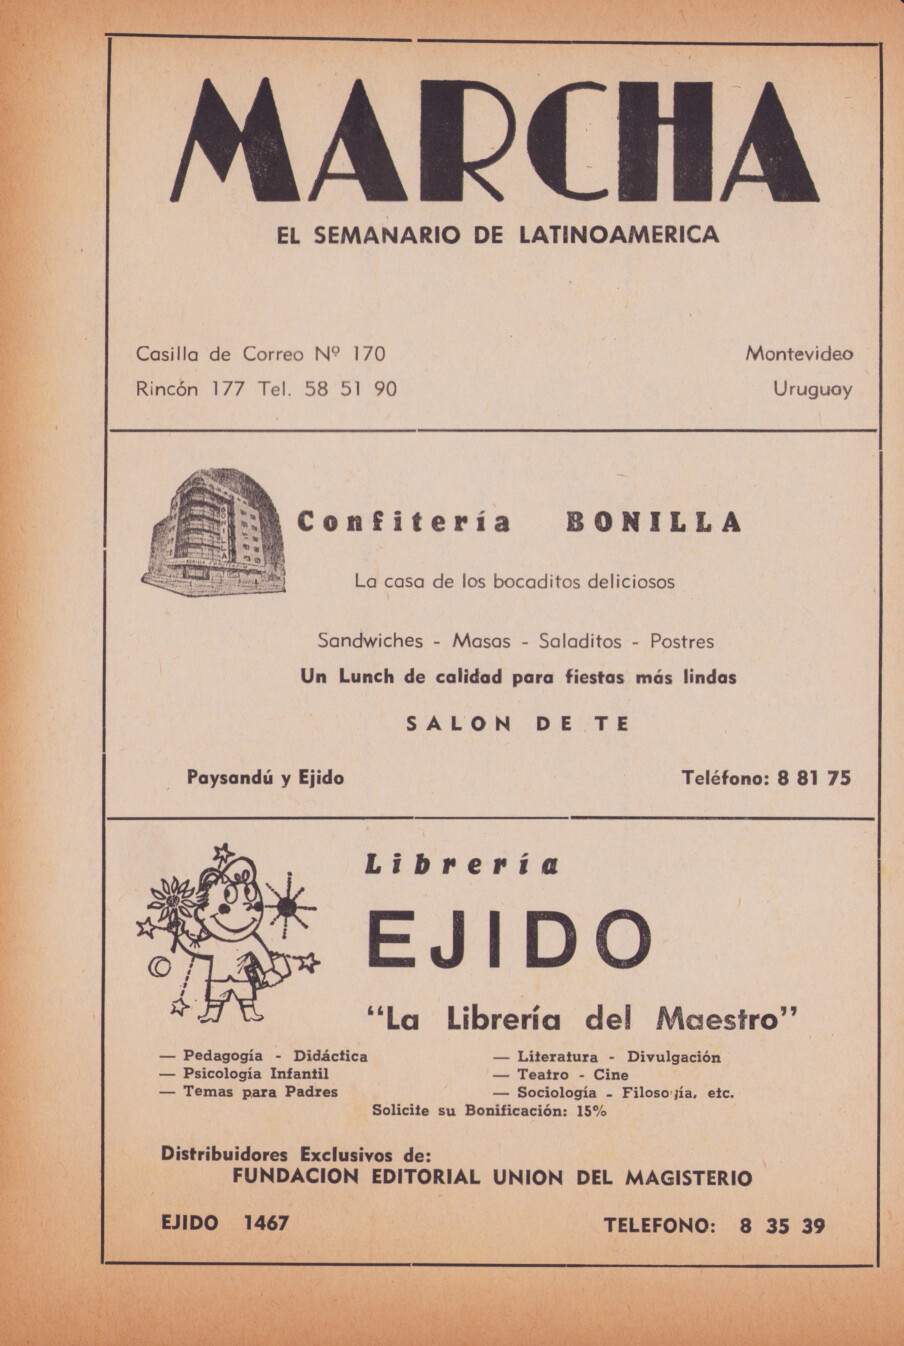 MARCHA
EL SEMANARIO DE LATINOAMERICA
Casilla de Correo Nº 170
Montevideo
Rincón 177 Tel. 58 51 90
Uruguay
Confitería BONILLA
La casa de los bocaditos deliciosos
Sandwiches - Masas - Saladitos - Postres
Un Lunch de calidad para fiestas más lindas
SALON DE TE
Paysandú y Ejido
Teléfono: 8 81 75
Librería
EJIDO
"La Librería del Maestro"
— Pedagogía - Didáctica
— Psicología Infantil
— Temas para Padres
— Literatura - Divulgación
— Teatro - Cine
— Sociología - Filosofía, etc.
Solicite su Bonificación: 15%
Distribuidores Exclusivos de:
FUNDACION EDITORIAL UNION DEL MAGISTERIO
EJIDO 1467
TELEFONO: 8 35 39